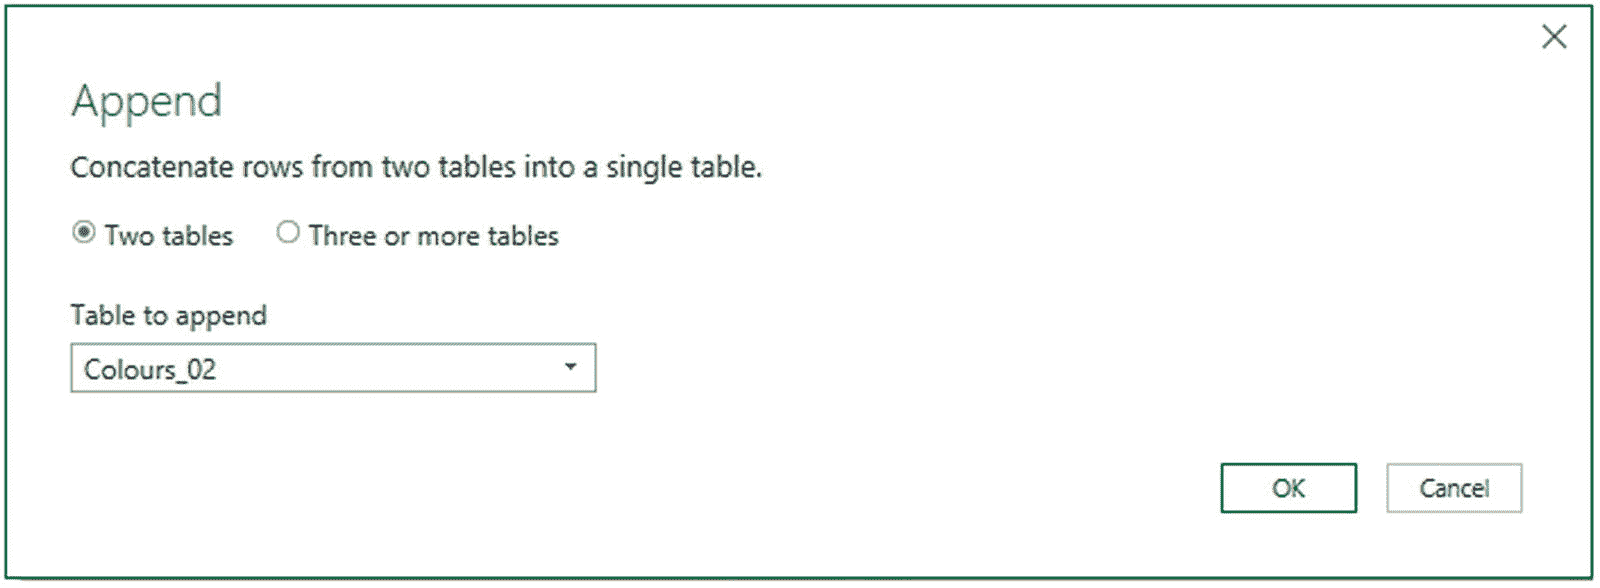 Append
Concatenate rows from two tables into a single table.
Two tables Three or more tables
Table to append
Colours_02
OK Cancel